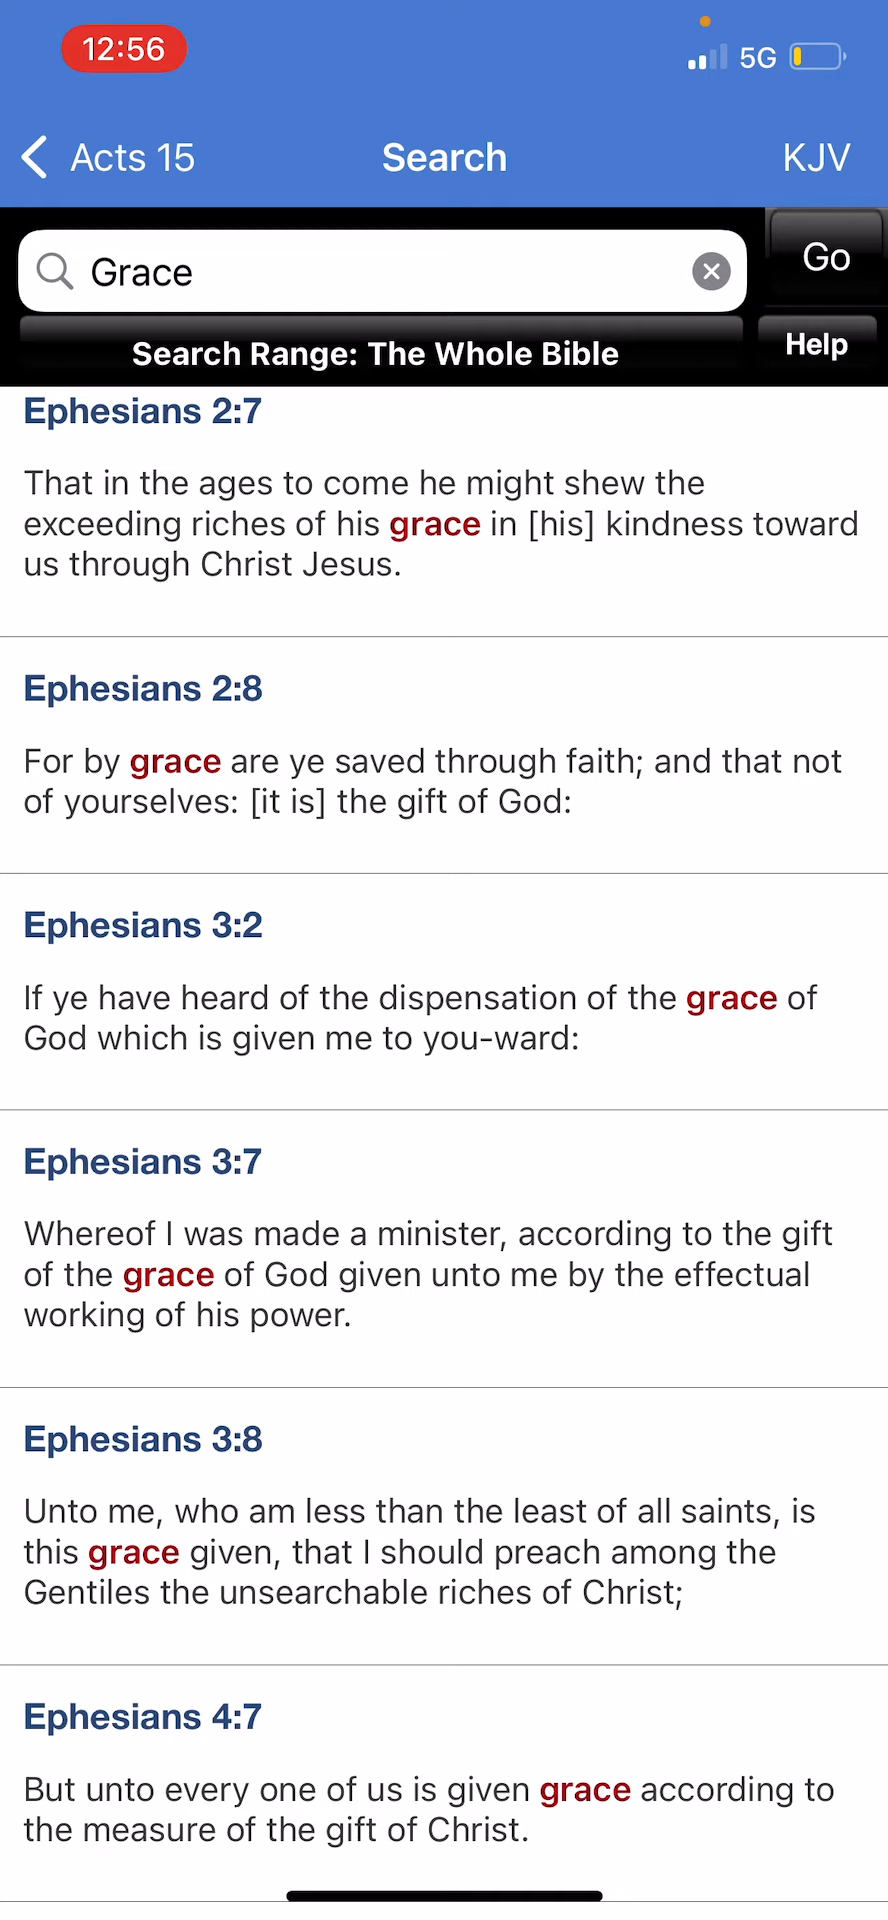 12:56
5G
Acts 15
Search
KJV
Grace
Go
Search Range: The Whole Bible
Help
Ephesians 2:7
That in the ages to come he might shew the
exceeding riches of his grace in [his] kindness toward
us through Christ Jesus.
Ephesians 2:8
For by grace are ye saved through faith; and that not
of yourselves: [it is] the gift of God:
Ephesians 3:2
If ye have heard of the dispensation of the grace of
God which is given me to you-ward:
Ephesians 3:7
Whereof I was made a minister, according to the gift
of the grace of God given unto me by the effectual
working of his power.
Ephesians 3:8
Unto me, who am less than the least of all saints, is
this grace given, that I should preach among the
Gentiles the unsearchable riches of Christ;
Ephesians 4:7
But unto every one of us is given grace according to
the measure of the gift of Christ.